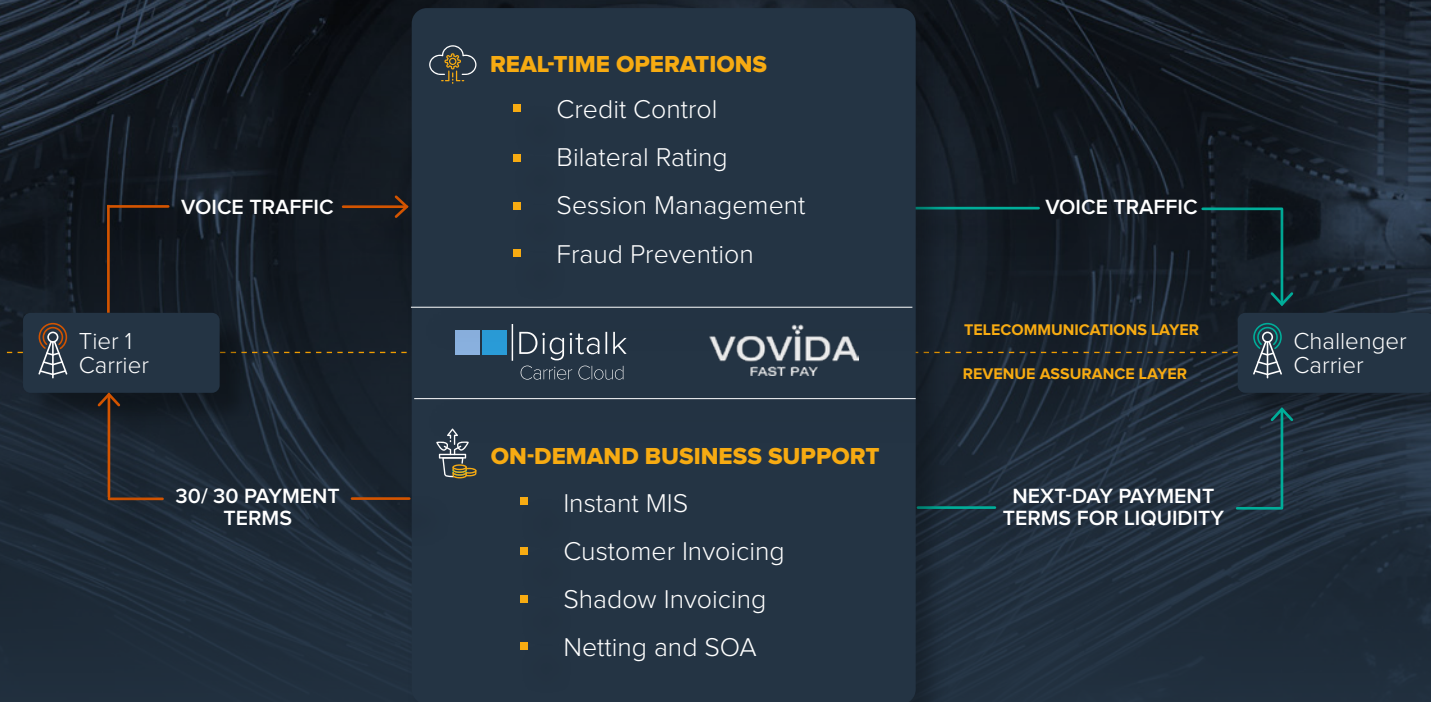 REAL-TIME OPERATIONS
▪ Credit Control
▪ Bilateral Rating
▪ Session Management
▪ Fraud Prevention
VOICE TRAFFIC
VOICE TRAFFIC
Tier 1
Carrier
Digitalk
Carrier Cloud
VOVÏDA
FAST PAY
TELECOMMUNICATIONS LAYER
REVENUE ASSURANCE LAYER
Challenger
Carrier
ON-DEMAND BUSINESS SUPPORT
▪ Instant MIS
▪ Customer Invoicing
▪ Shadow Invoicing
▪ Netting and SOA
30/ 30 PAYMENT
TERMS
NEXT-DAY PAYMENT
TERMS FOR LIQUIDITY